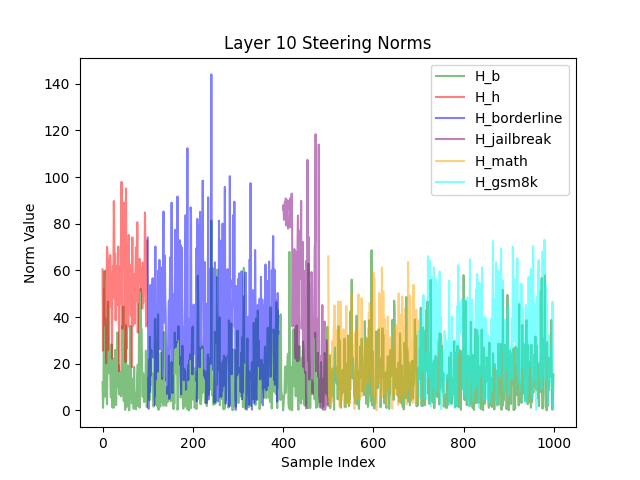 Layer 10 Steering Norms
140
120
100
80
60
40
20
0
Norm Value
H_b
H_h
H_borderline
H_jailbreak
H_math
H_gsm8k
0 200 400 600 800 1000
Sample Index